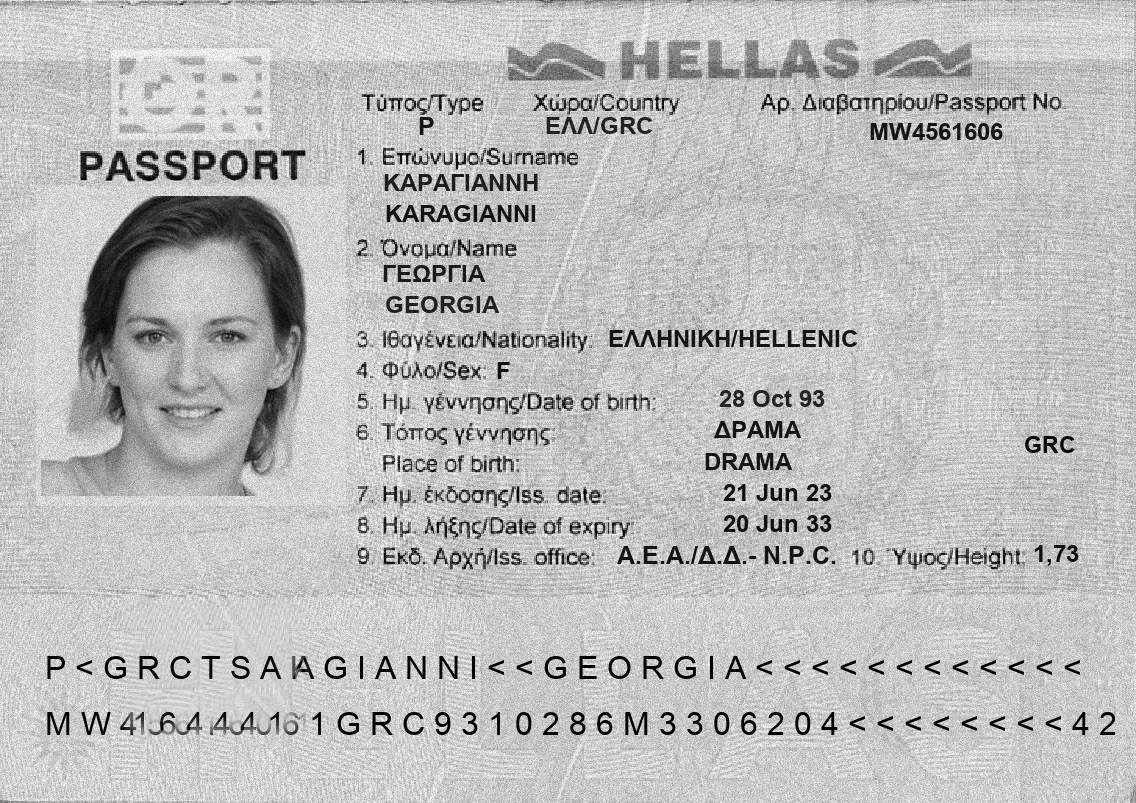 GR
HELLAS
PASSPORT
Τύπος/Type Χώρα/Country Αρ. Διαβατηρίου/Passport No.
P ΕΛΛ/GRC MW4561606
1. Επώνυμο/Surname
ΚΑΡΑΓΙΑΝΝΗ
KARAGIANNI
2. Όνομα/Name
ΓΕΩΡΓΙΑ
GEORGIA
3. Ιθαγένεια/Nationality: ΕΛΛΗΝΙΚΗ/HELLENIC
4. Φύλο/Sex: F
5. Ημ. γέννησης/Date of birth: 28 Oct 93
6. Τόπος γέννησης: ΔΡΑΜΑ
Place of birth: DRAMA GRC
7. Ημ. έκδοσης/Iss. date: 21 Jun 23
8. Ημ. λήξης/Date of expiry: 20 Jun 33
9. Εκδ. Αρχή/Iss. office: Α.Ε.Α./Δ.Δ.- N.P.C. 10. Ύψος/Height: 1,73
P<GRCTSAKAGIANNI<<GEORGIA<<<<<<<<<<<<
1GRC9310286M3306204<<<<<<<<42